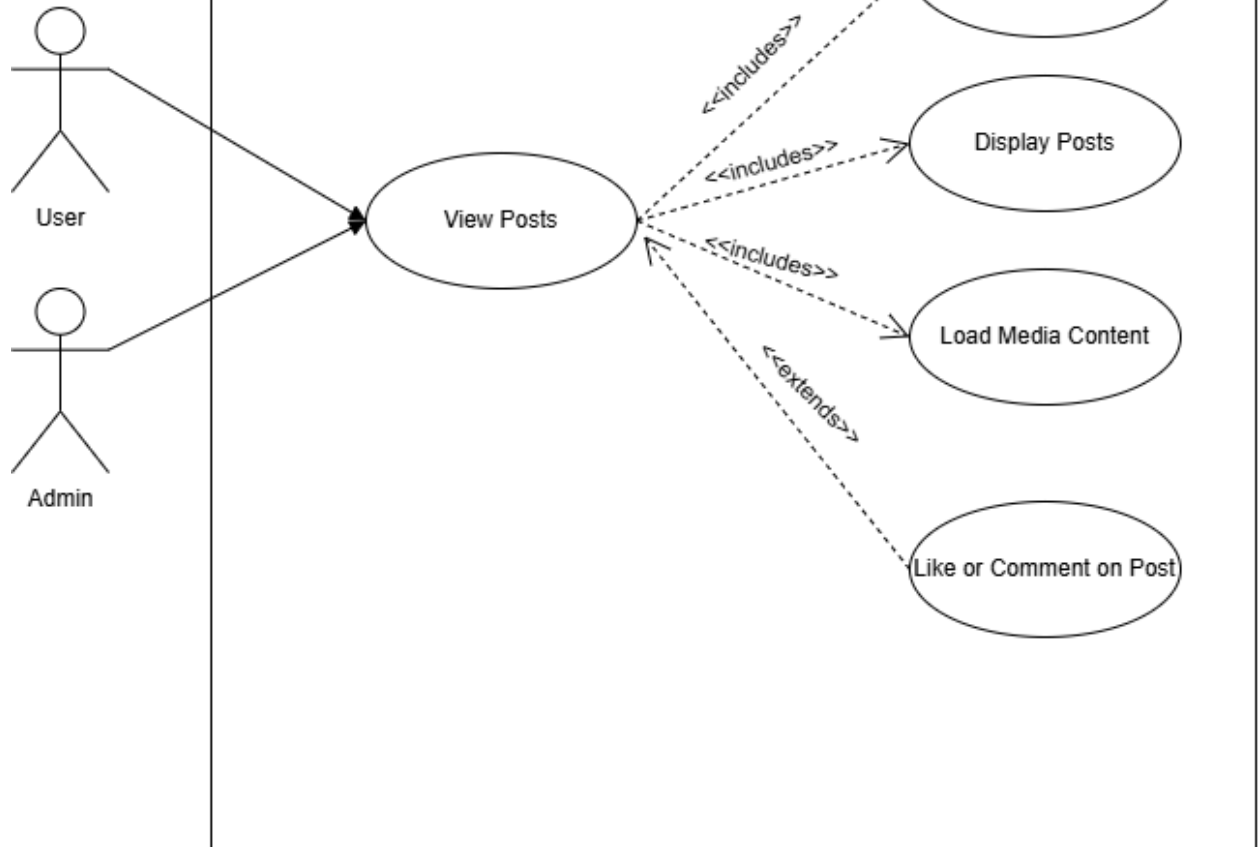 <<includes>>
Display Posts
<<includes>>
User
View Posts
<<includes>>
Load Media Content
<<extends>>
Admin
Like or Comment on Post